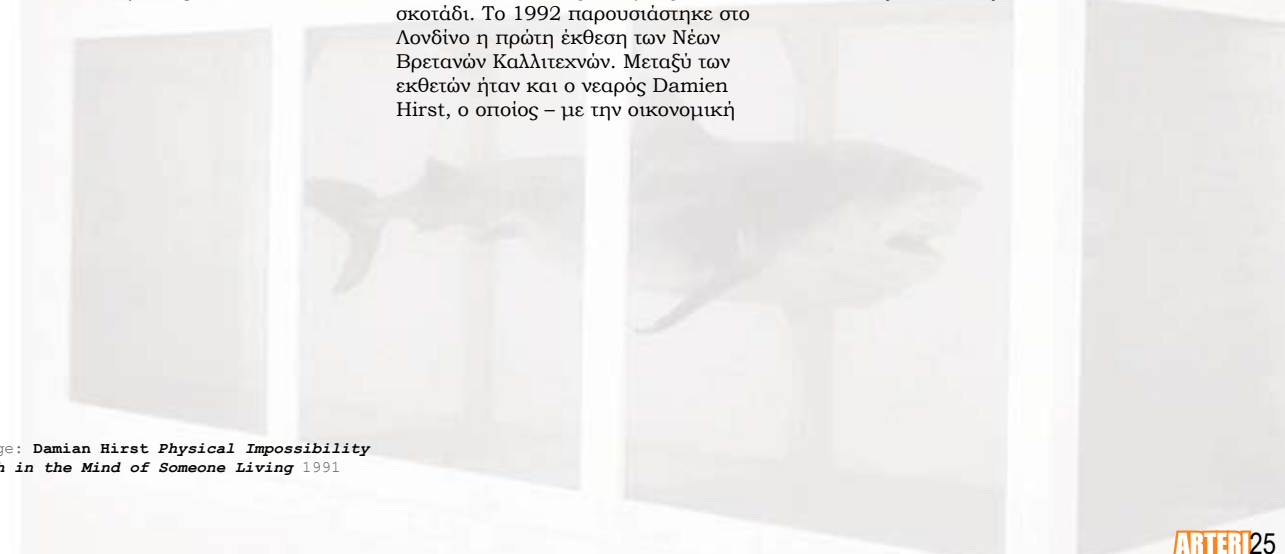 σκοτάδι. Το 1992 παρουσιάστηκε στο
Λονδίνο η πρώτη έκθεση των Νέων
Βρετανών Καλλιτεχνών. Μεταξύ των
εκθετών ήταν και ο νεαρός Damien
Hirst, ο οποίος – με την οικονομική
Damian Hirst Physical Impossibility
in the Mind of Someone Living 1991
ARTERI 25